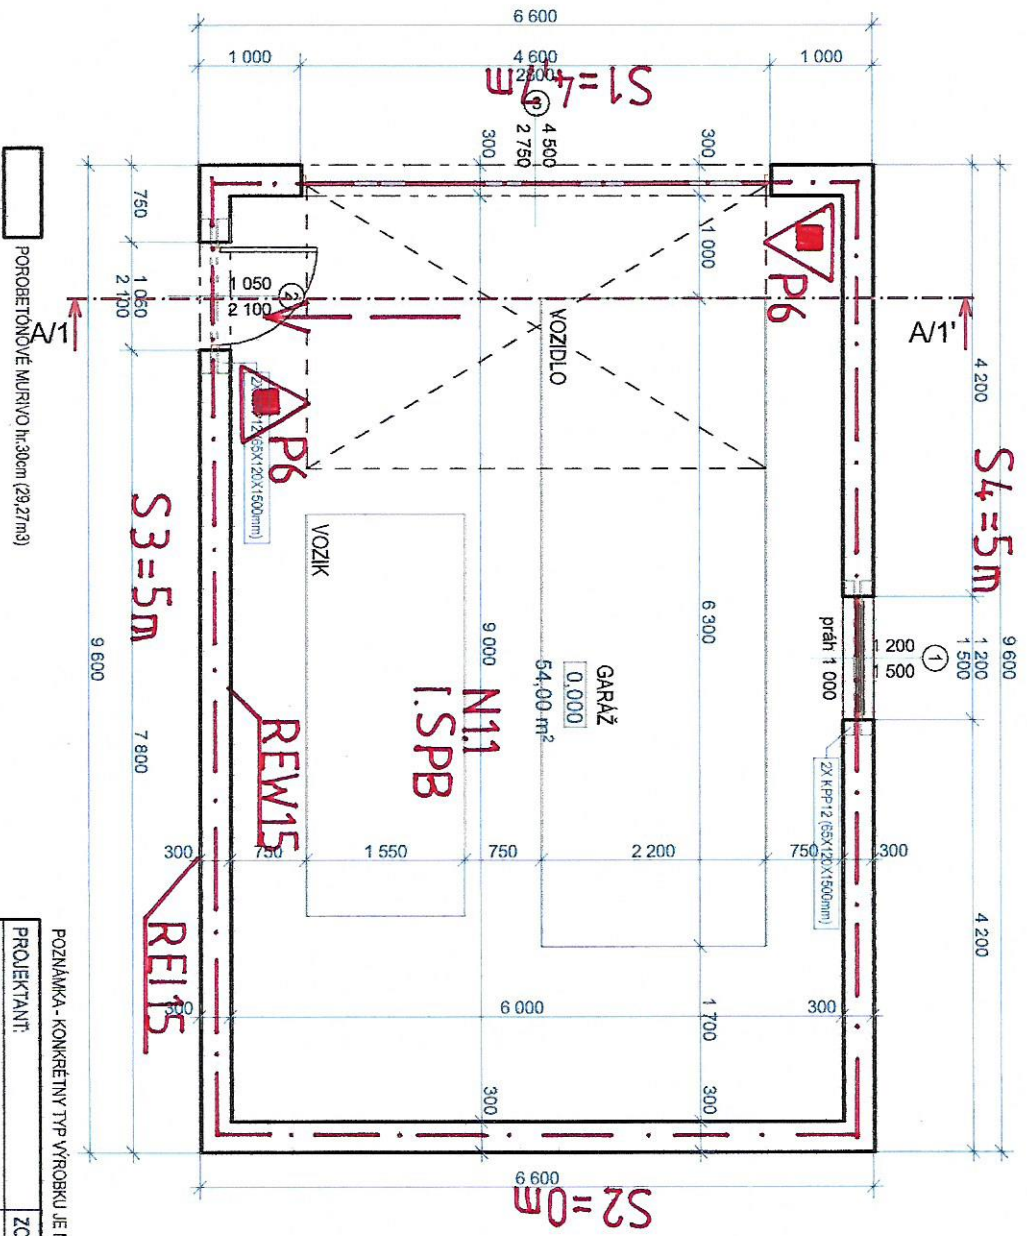 6 600
1 000
4 600
2800
1 000
S1=4,7m
3
4 500
2 750
300
300
750
1 050
2 100
1 050
2 100
2
1 000
P6
A/1
A/1'
VOZIDLO
4 200
P6
S3=5m
S4=5m
VOZIK
9 000
6 300
1 200
1 500
práh 1 000
1
1 200
1 500
9 600
GARÁŽ
0.000
54,00 m²
N1.1
I.SPB
2X KPP12 (65X120X1500mm)
REW15
7 800
9 600
300
750
1 550
750
2 200
750
300
4 200
REI15
300
6 000
1 700
300
300
300
6 600
S2=0m
POROBETÓNOVÉ MURIVO hr.30cm (29,27m3)
POZNÁMKA - KONKRÉTNY TYP VÝROBKU JE
PROJEKTANT: